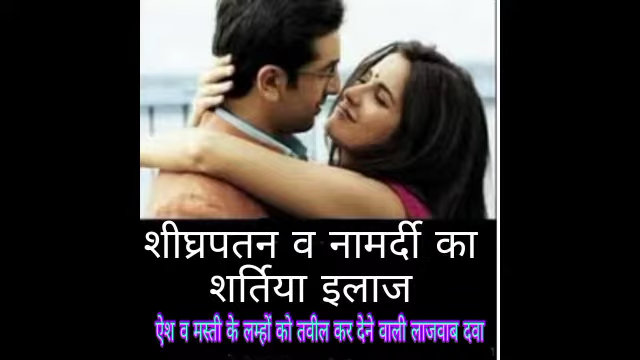 शीघ्रपतन व नामर्दी का
शर्तिया इलाज
ऐश व मस्ती के लम्हों को तवील कर देने वाली लाजवाब दवा